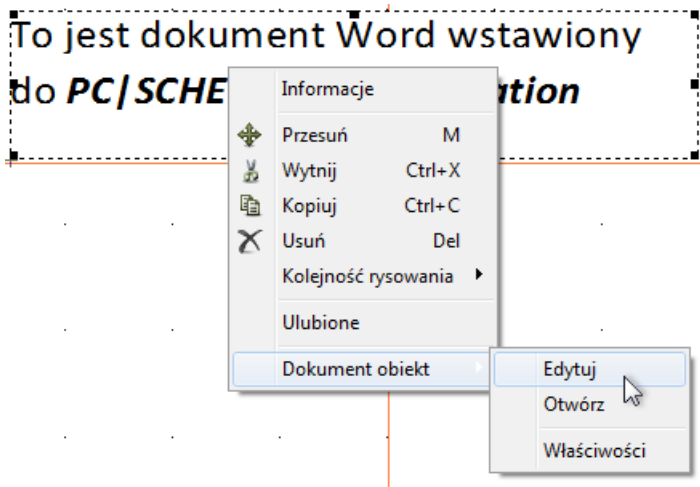 To jest dokument Word wstawiony
do PC|SCHE ation
Informacje
Przesuń M
Wytnij Ctrl+X
Kopiuj Ctrl+C
Usuń Del
Kolejność rysowania
Ulubione
Dokument obiekt
Edytuj
Otwórz
Właściwości